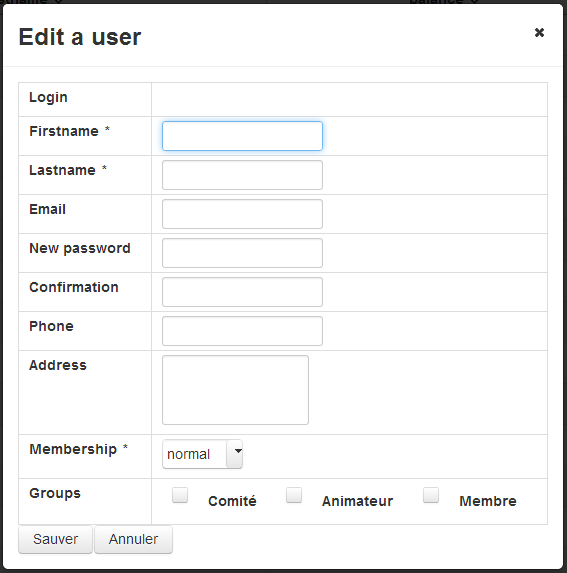 balance
Edit a user
Login
Firstname *
Lastname *
Email
New password
Confirmation
Phone
Address
Membership * normal
Groups Comité Animateur Membre
Sauver Annuler